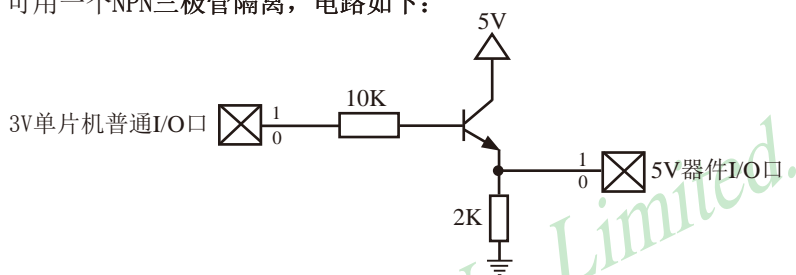 可用一个NPN三极管隔离，电路如下：
5V
10K
3V单片机普通I/O口
1
0
1
0
5V器件I/O口
2K
Limited.